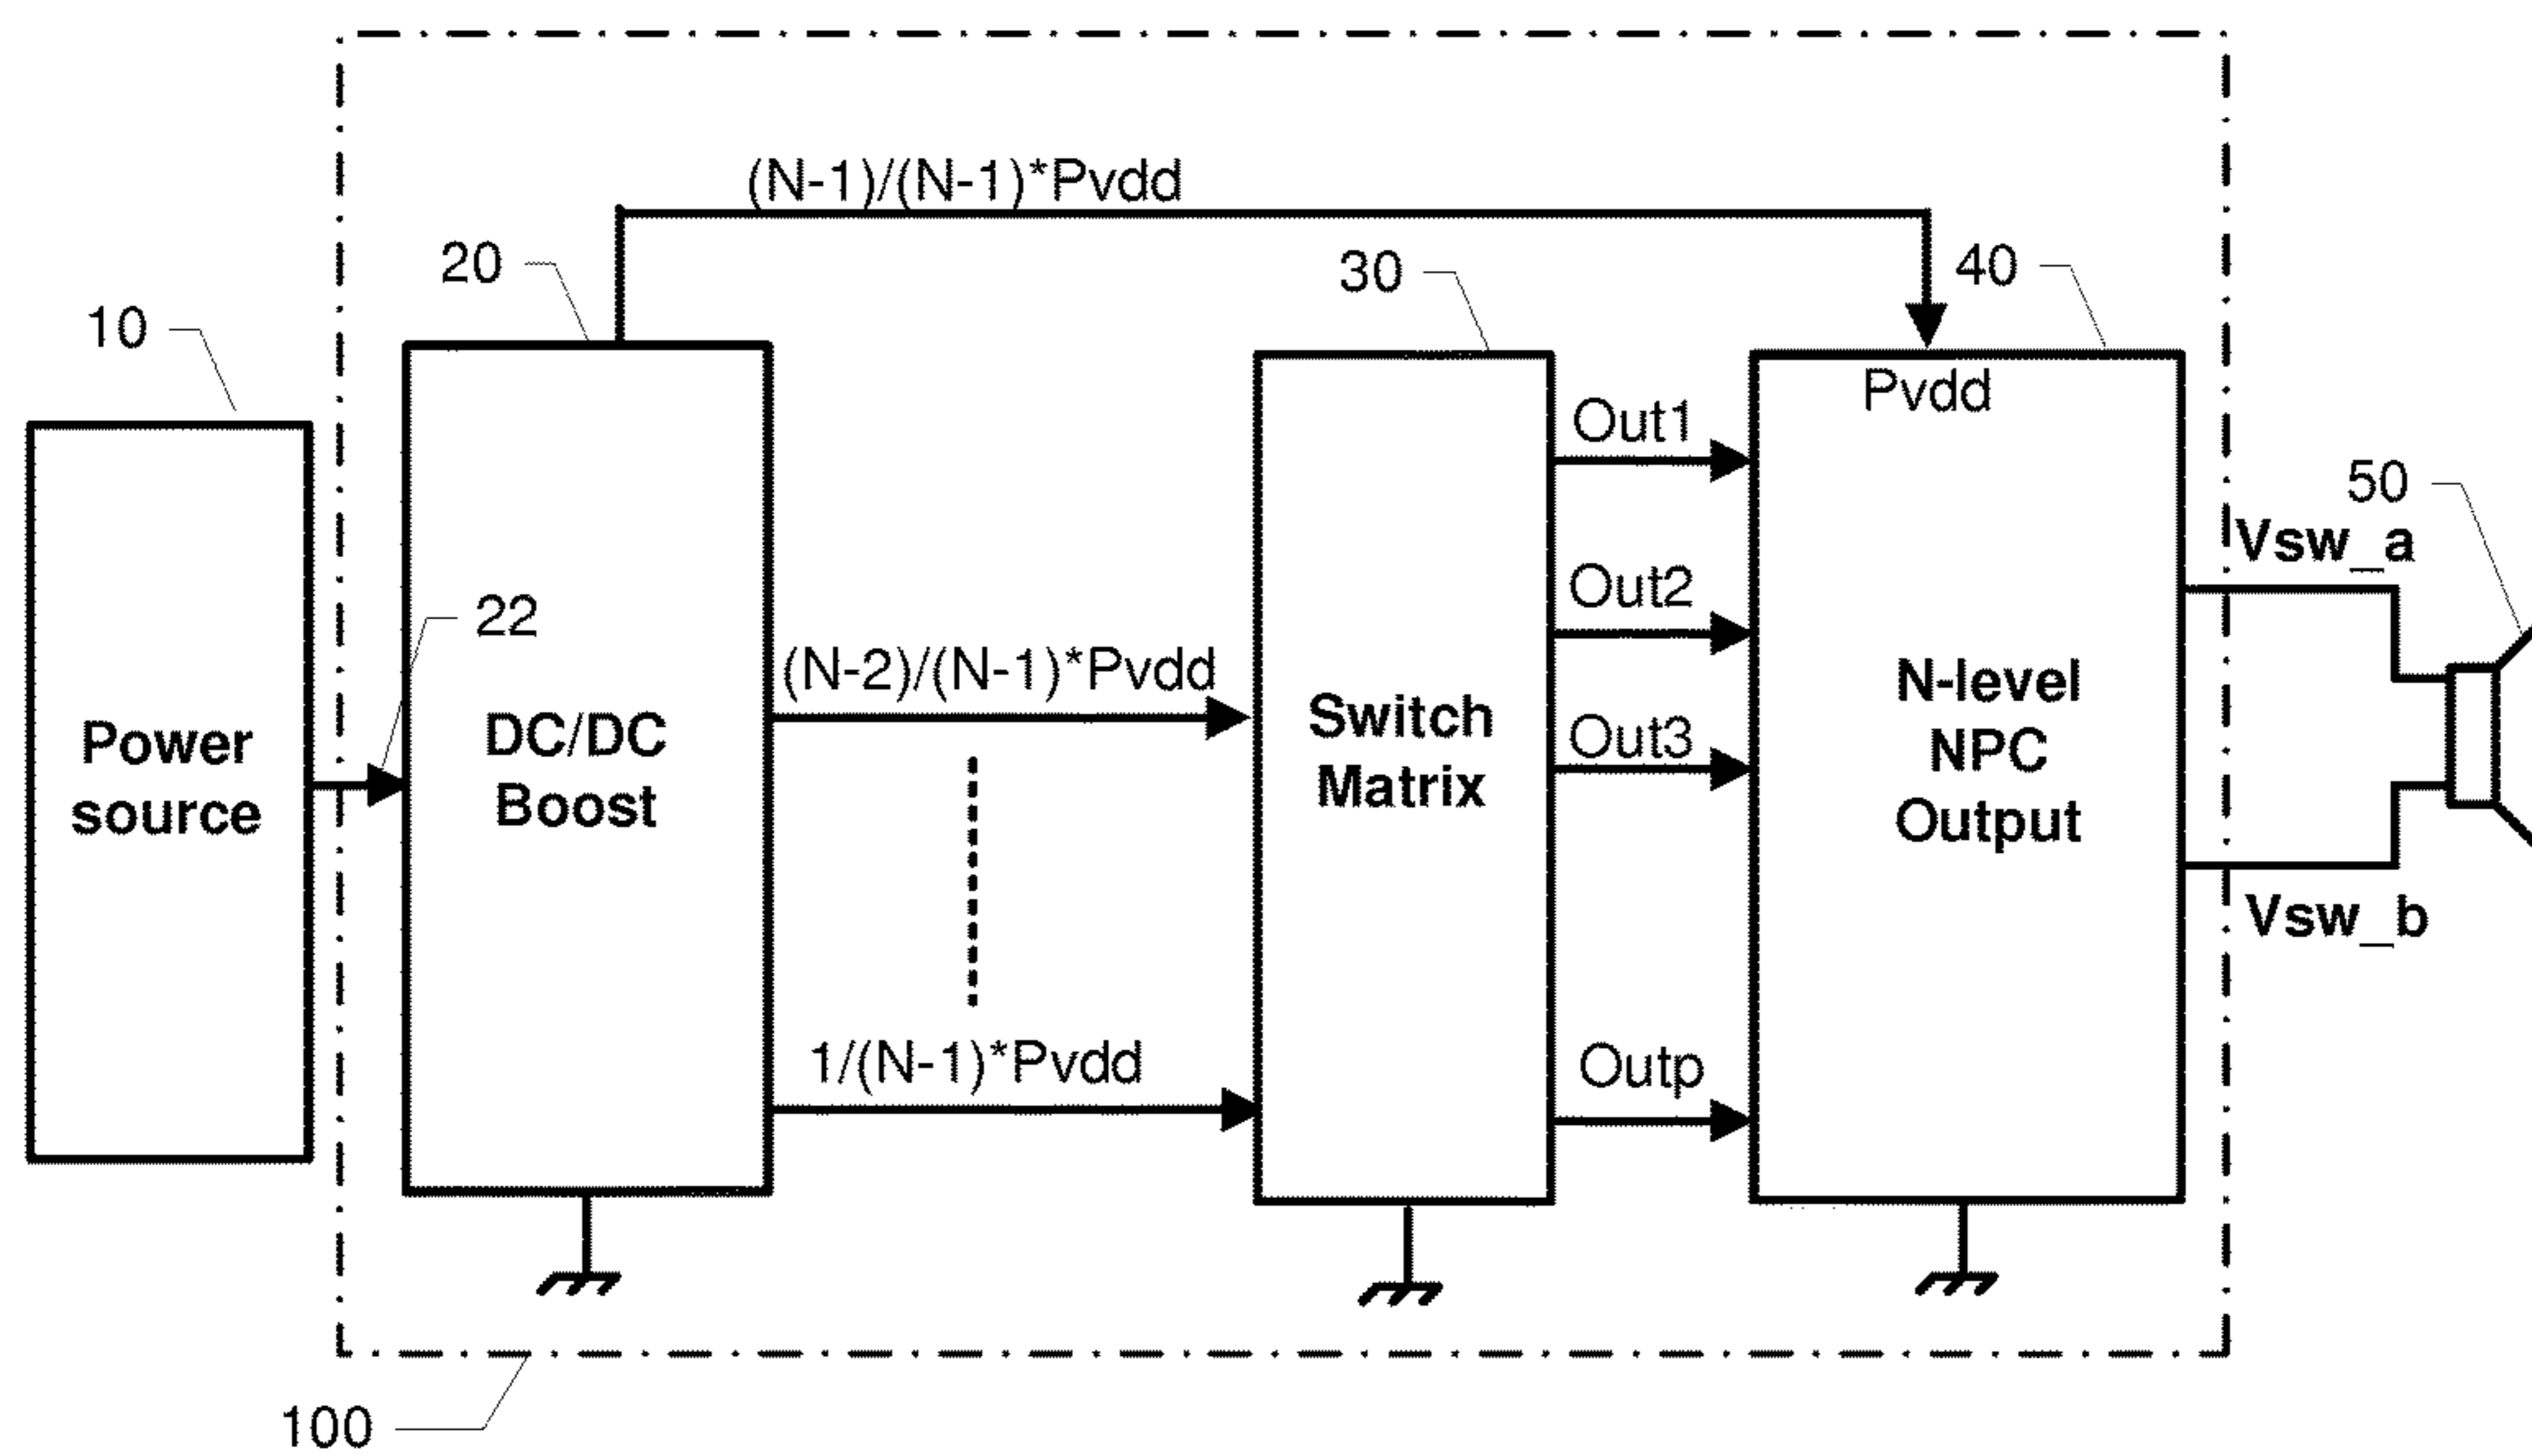 (N-1)/(N-1)*Pvdd
20
30
40
10
Pvdd
Out1
50
Vsw_a
22
Out2
(N-2)/(N-1)*Pvdd
Power
source
DC/DC
Boost
Switch
Matrix
Out3
N-level
NPC
Output
Vsw_b
1/(N-1)*Pvdd
Outp
100